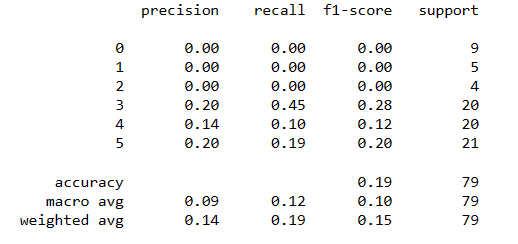 precision recall f1-score support
0 0.00 0.00 0.00 9
1 0.00 0.00 0.00 5
2 0.00 0.00 0.00 4
3 0.20 0.45 0.28 20
4 0.14 0.10 0.12 20
5 0.20 0.19 0.20 21
accuracy 0.19 79
macro avg 0.09 0.12 0.10 79
weighted avg 0.14 0.19 0.15 79